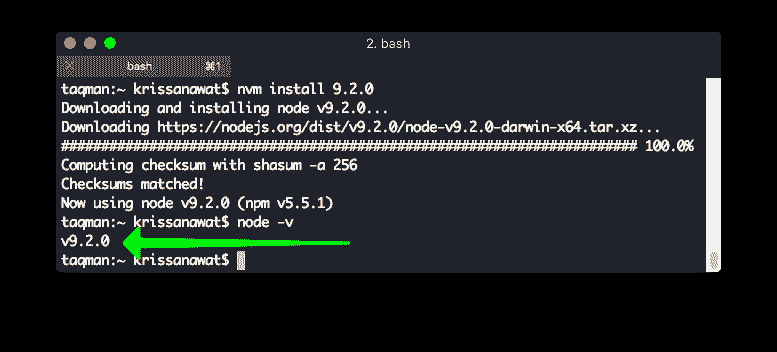 2. bash
bash ⌘1
taqman:~ krissanawat$ nvm install 9.2.0
Downloading and installing node v9.2.0...
Downloading https://nodejs.org/dist/v9.2.0/node-v9.2.0-darwin-x64.tar.xz...
######################################################################## 100.0%
Computing checksum with shasum -a 256
Checksums matched!
Now using node v9.2.0 (npm v5.5.1)
taqman:~ krissanawat$ node -v
v9.2.0
taqman:~ krissanawat$